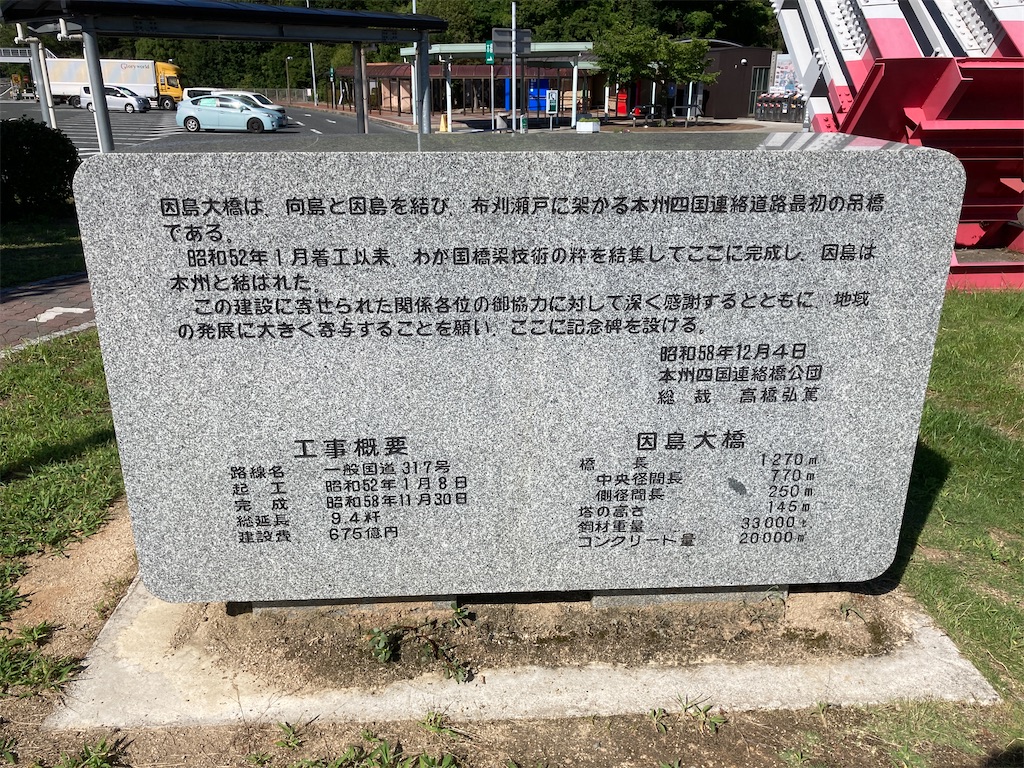 因島大橋は、向島と因島を結び、布刈瀬戸に架かる本州四国連絡道路最初の吊橋
である。
昭和52年1月着工以来、わが国橋梁技術の粋を結集してここに完成し、因島は
本州と結ばれた。
この建設に寄せられた関係各位の御協力に対して深く感謝するとともに、地域
の発展に大きく寄与することを願い、ここに記念碑を設ける。
昭和58年12月4日
本州四国連絡橋公団
総裁 高橋弘篤
工事概要
路線名 一般国道317号
起工 昭和52年1月8日
完成 昭和58年11月30日
総延長 9.4粁
建設費 675億円
因島大橋
橋長 1270m
中央径間長 770m
側径間長 250m
塔の高さ 145m
鋼材重量 33000t
コンクリート量 20000㎥